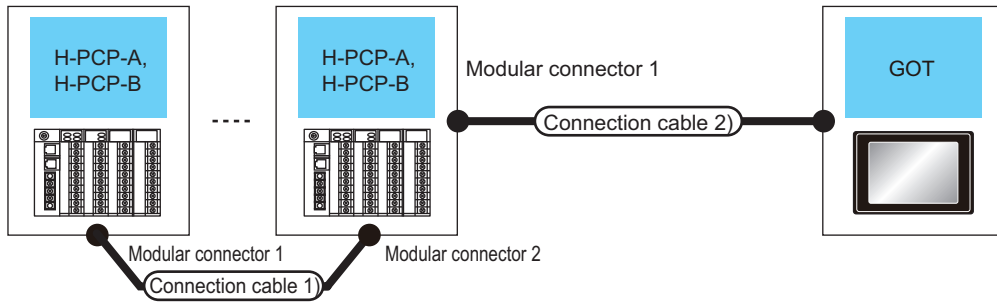 H-PCP-A,
H-PCP-B
H-PCP-A,
H-PCP-B
Modular connector 1
GOT
Connection cable 2)
Modular connector 1
Modular connector 2
Connection cable 1)